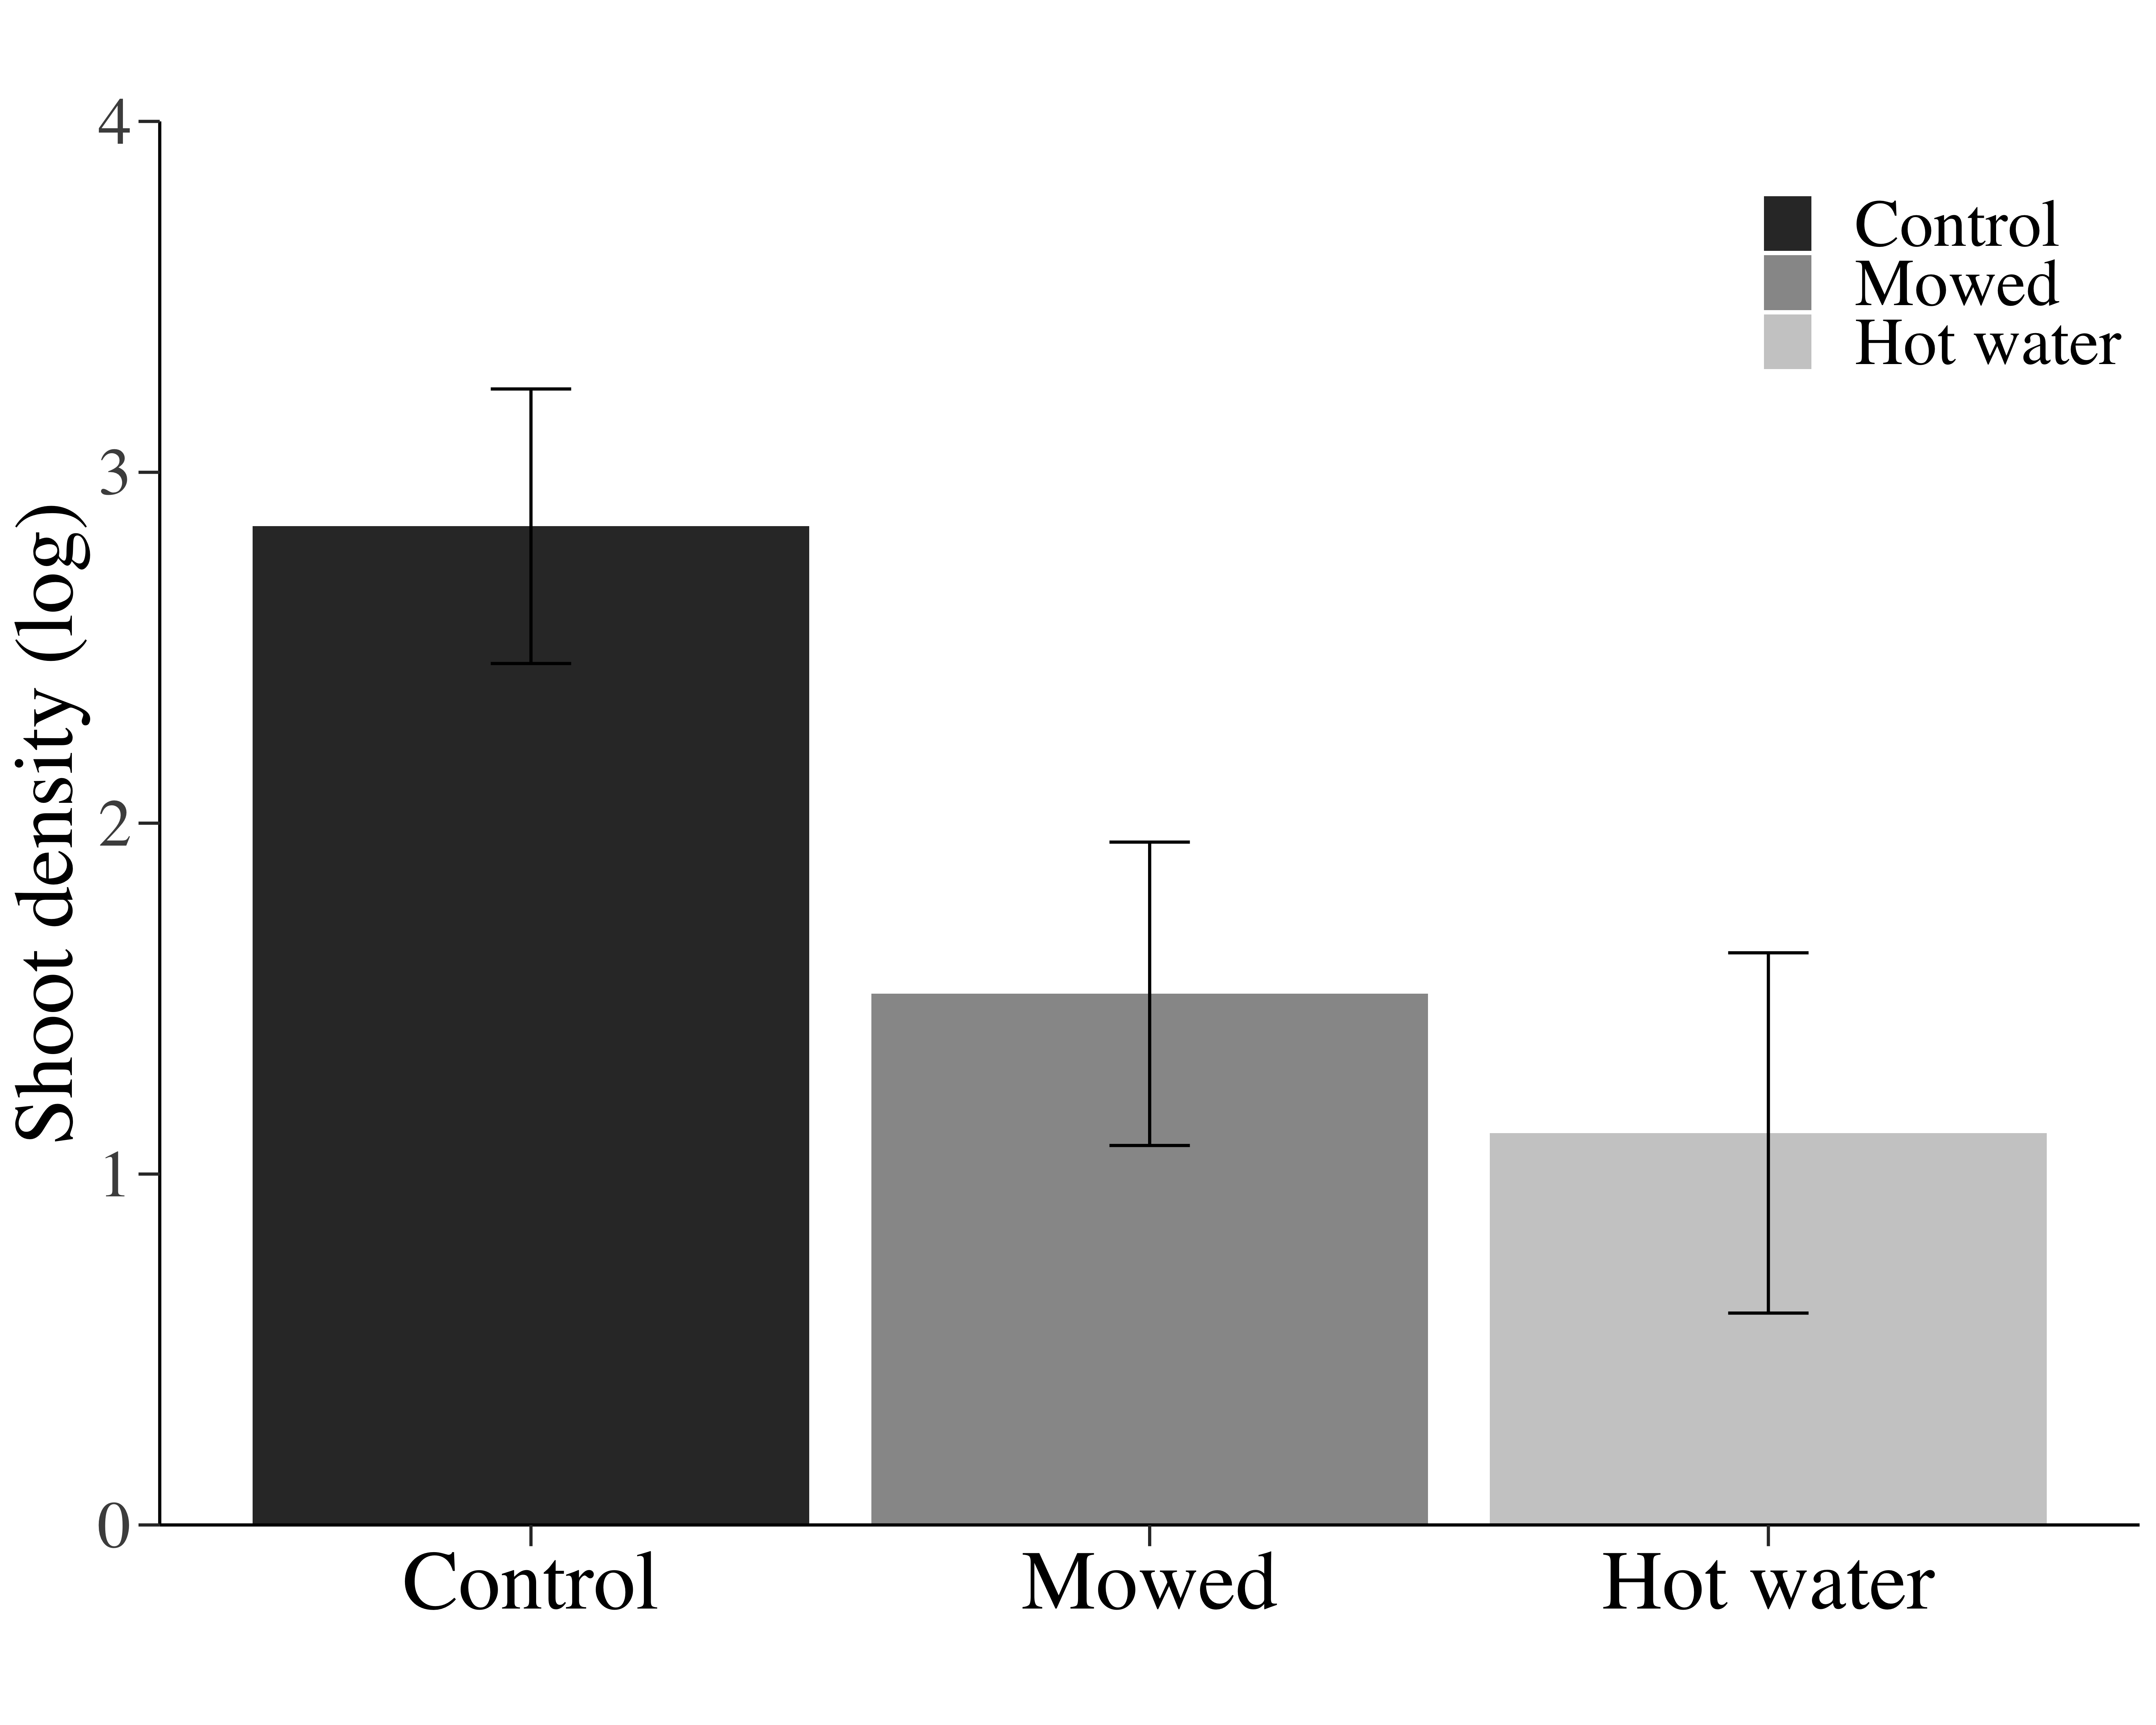 4
3
2
1
0
Shoot density (log)
Control
Mowed
Hot water
Control
Mowed
Hot water